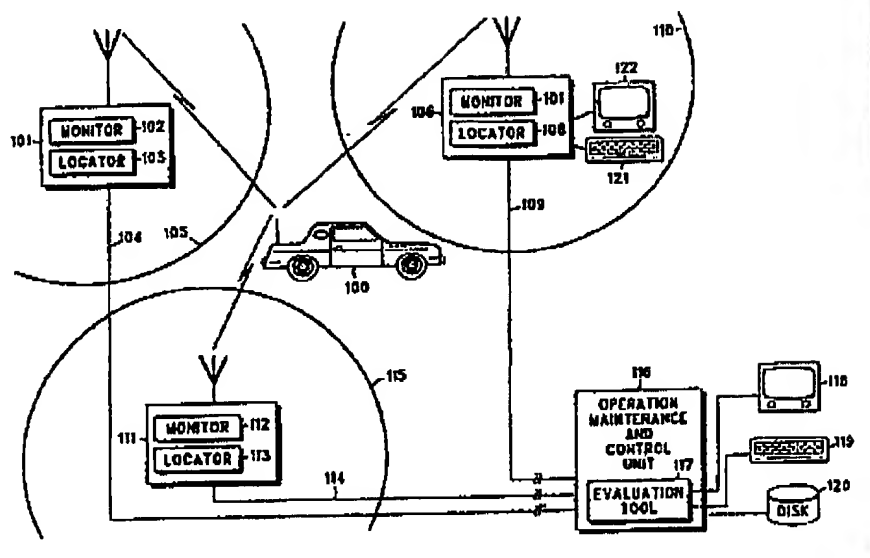 110
122
101
MONITOR
102
LOCATOR
103
106
MONITOR
101
LOCATOR
108
121
104
105
109
100
115
111
MONITOR
112
LOCATOR
113
114
116
OPERATION
MAINTENANCE
AND
CONTROL
UNIT
117
EVALUATION
TOOL
118
119
120
DISK